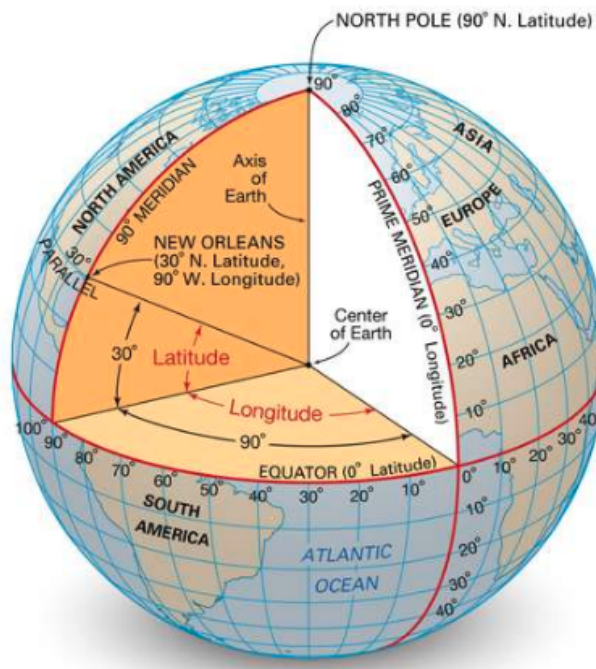 NORTH POLE (90° N. Latitude)
90°
80°
70°
60°
50°
40°
30°
20°
10°
ASIA
EUROPE
AFRICA
NORTH AMERICA
90° MERIDIAN
Axis
of
Earth
PRIME MERIDIAN (0° Longitude)
30°
PARALLEL
NEW ORLEANS
(30° N. Latitude,
90° W. Longitude)
Center
of Earth
30°
Latitude
Longitude
90°
EQUATOR (0° Latitude)
100° 90° 80° 70° 60° 50° 40° 30° 20° 10° 0° 10° 20° 30° 40°
10°
20°
30°
40°
SOUTH
AMERICA
ATLANTIC
OCEAN